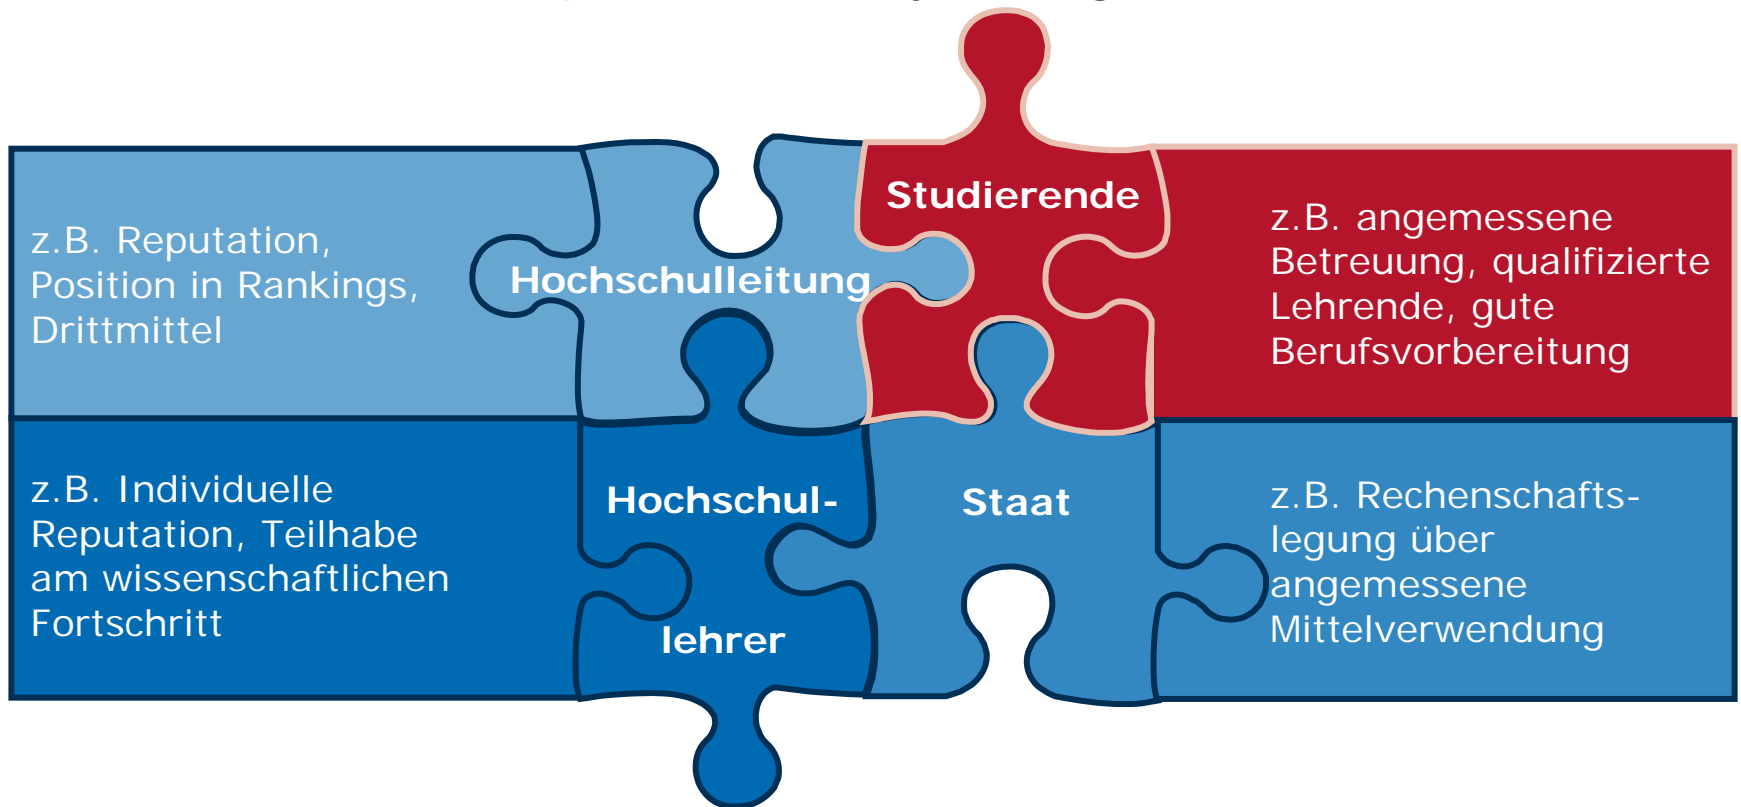 z.B. Reputation,
Position in Rankings,
Drittmittel
Hochschulleitung
Studierende
z.B. angemessene
Betreuung, qualifizierte
Lehrende, gute
Berufsvorbereitung
z.B. Individuelle
Reputation, Teilhabe
am wissenschaftlichen
Fortschritt
Hochschul-
lehrer
Staat
z.B. Rechenschafts-
legung über
angemessene
Mittelverwendung